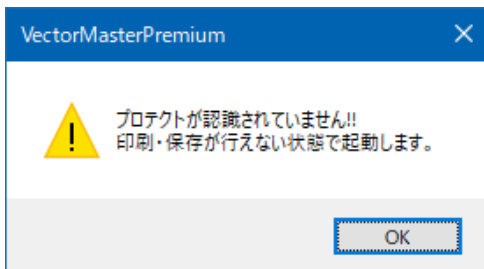 VectorMasterPremium
プロテクトが認識されていません!!
印刷・保存が行えない状態で起動します。
OK